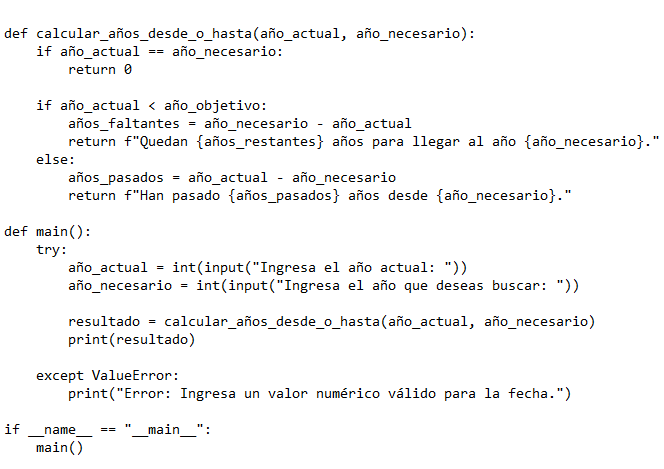 def calcular_años_desde_o_hasta(año_actual, año_necesario):
    if año_actual == año_necesario:
        return 0

    if año_actual < año_objetivo:
        años_faltantes = año_necesario - año_actual
        return f"Quedan {años_restantes} años para llegar al año {año_necesario}."
    else:
        años_pasados = año_actual - año_necesario
        return f"Han pasado {años_pasados} años desde {año_necesario}."

def main():
    try:
        año_actual = int(input("Ingresa el año actual: "))
        año_necesario = int(input("Ingresa el año que deseas buscar: "))

        resultado = calcular_años_desde_o_hasta(año_actual, año_necesario)
        print(resultado)

    except ValueError:
        print("Error: Ingresa un valor numérico válido para la fecha.")

if __name__ == "__main__":
    main()